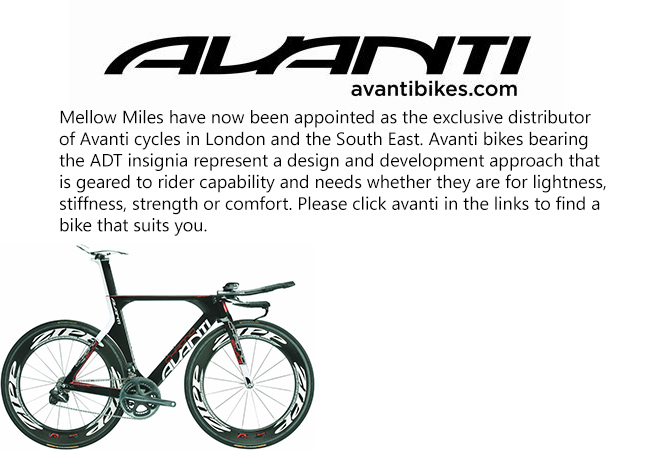 AVANTI
avantibikes.com
Mellow Miles have now been appointed as the exclusive distributor
of Avanti cycles in London and the South East. Avanti bikes bearing
the ADT insignia represent a design and development approach that
is geared to rider capability and needs whether they are for lightness,
stiffness, strength or comfort. Please click avanti in the links to find a
bike that suits you.
AVANTI
ZIPP
ZIPP
ZIPP
ZIPP